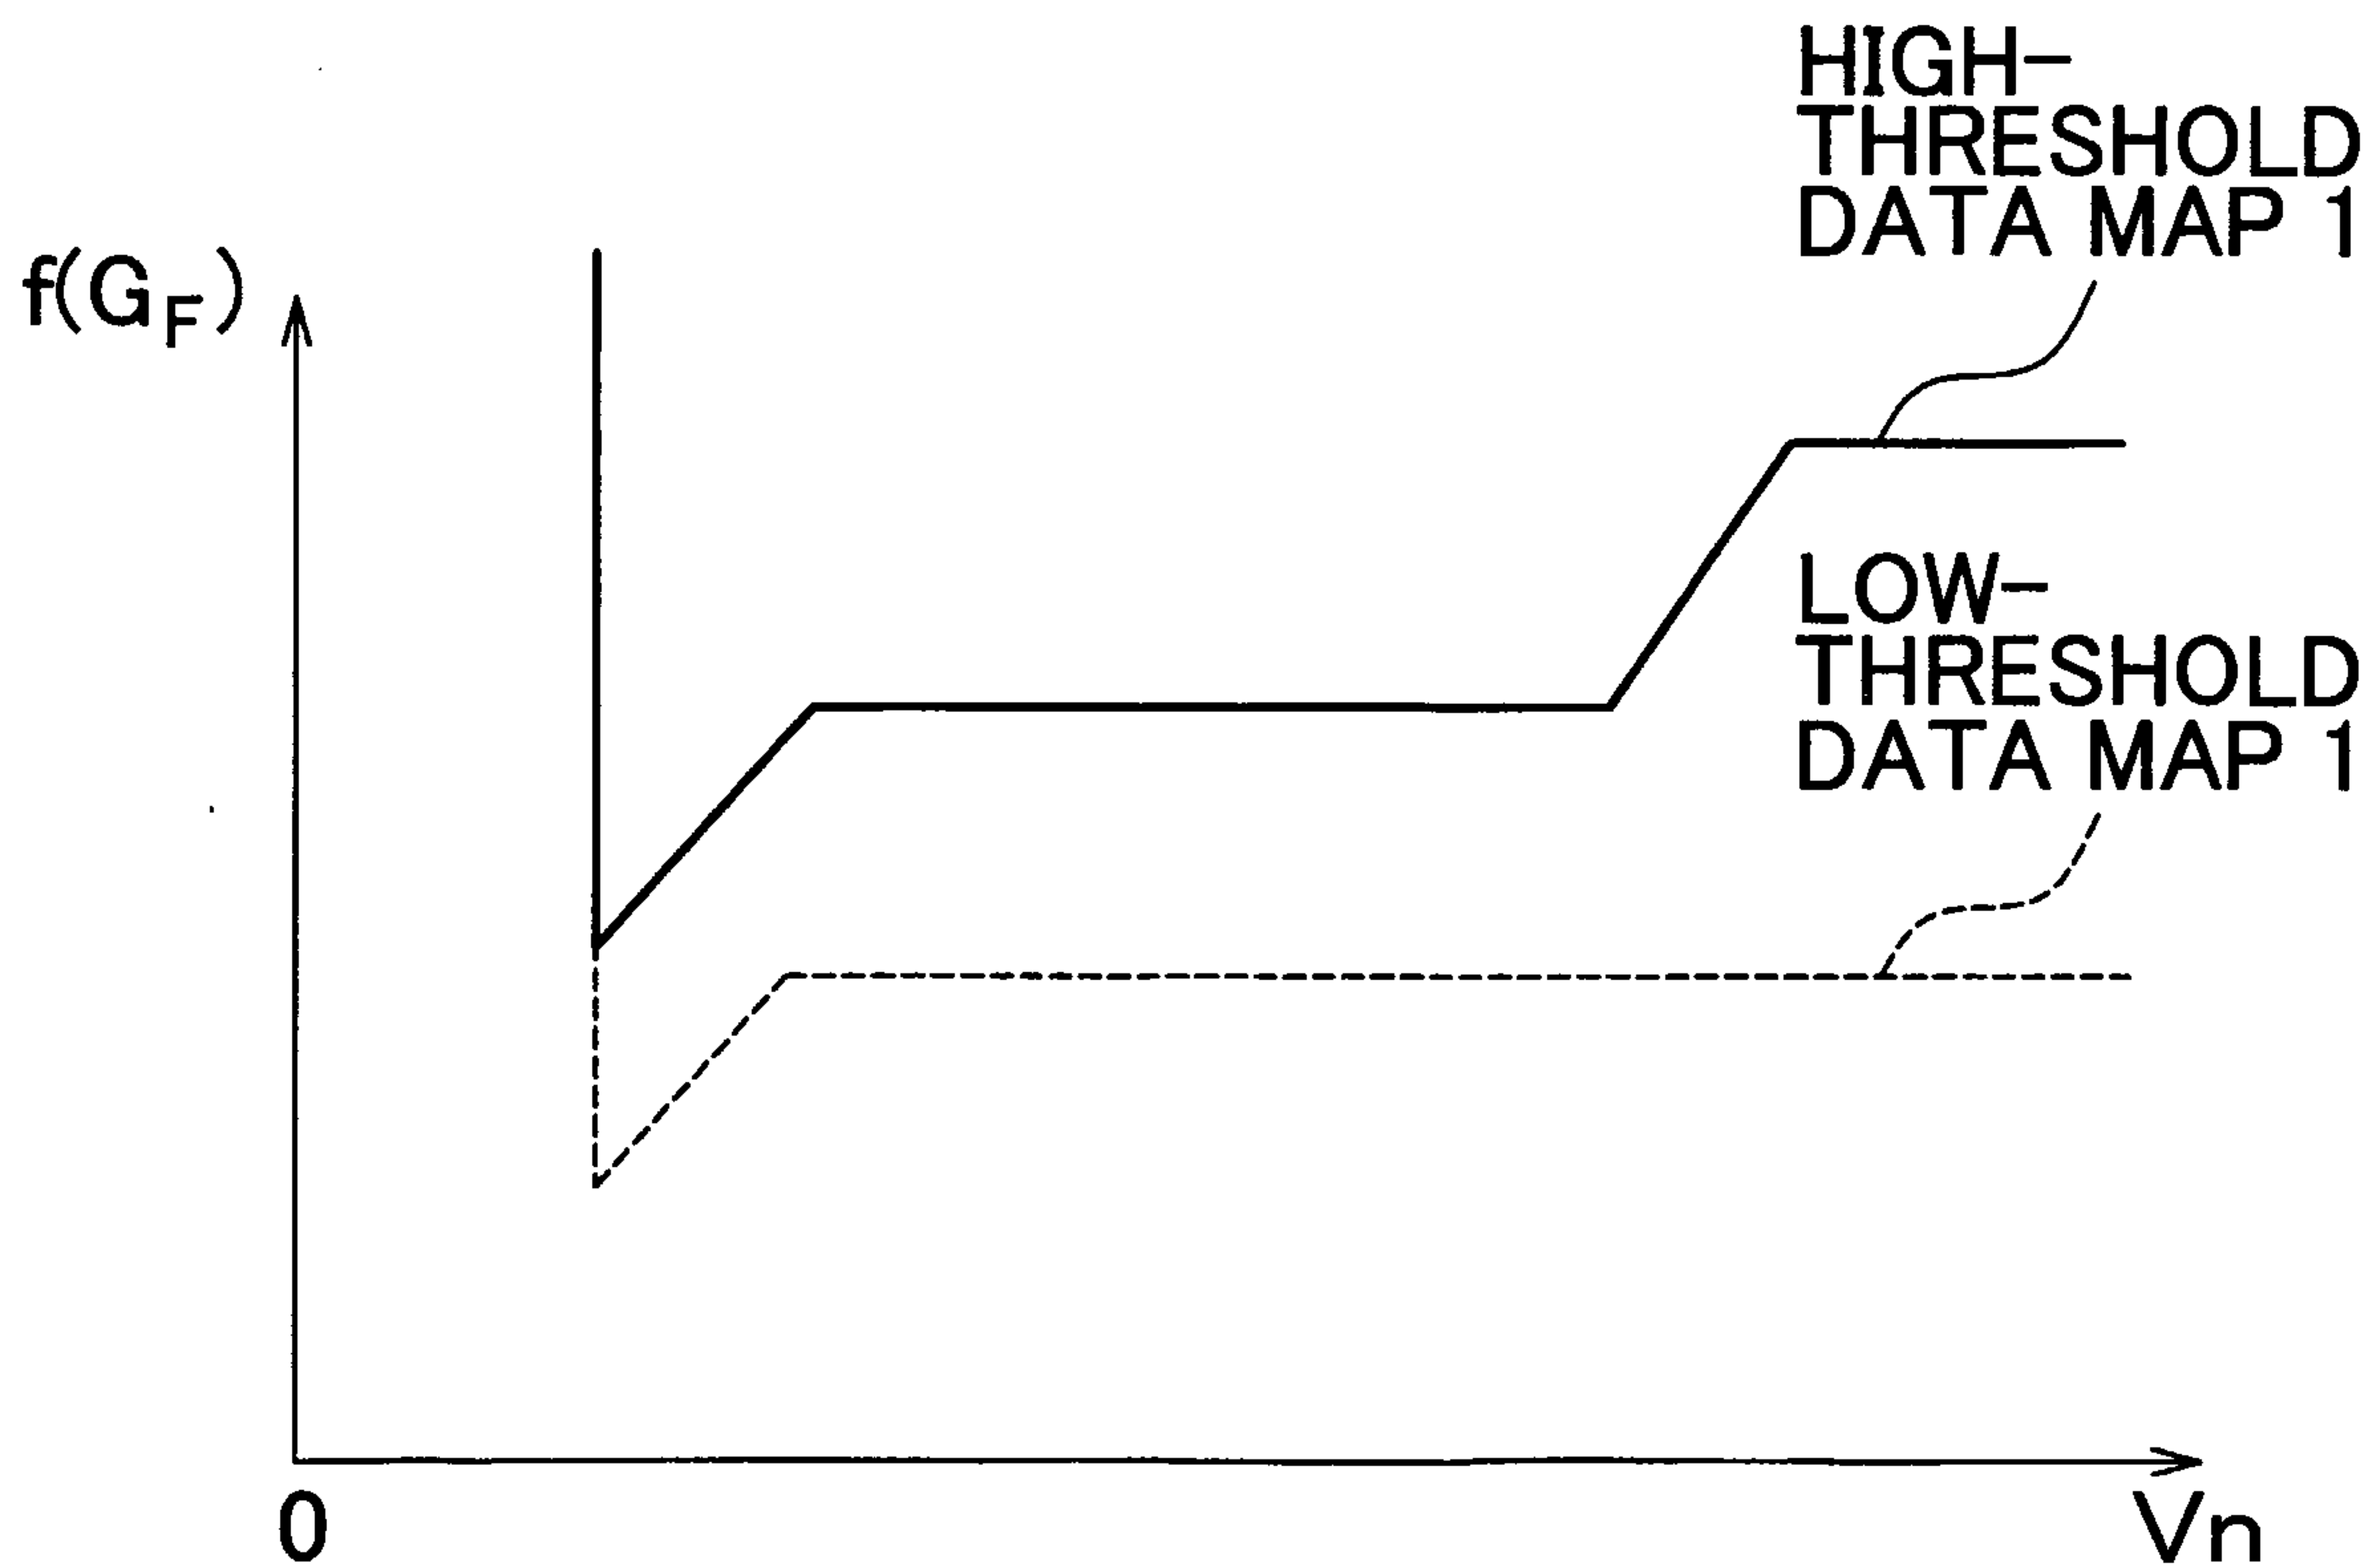 HIGH-
THRESHOLD
DATA MAP 1
f(GF)
LOW-
THRESHOLD
DATA MAP 1
0
Vn